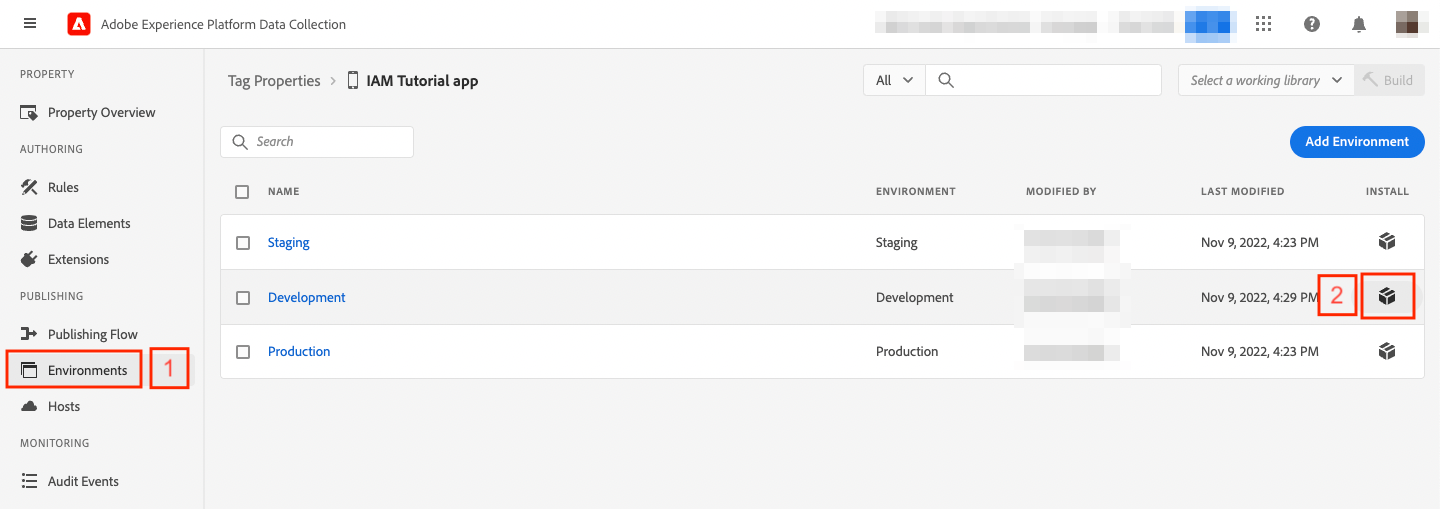 Adobe Experience Platform Data Collection
PROPERTY
Property Overview
AUTHORING
Rules
Data Elements
Extensions
PUBLISHING
Publishing Flow
Environments 1
Hosts
MONITORING
Audit Events
Tag Properties > IAM Tutorial app
All
Select a working library
Build
Search
Add Environment
NAME ENVIRONMENT MODIFIED BY LAST MODIFIED INSTALL
Staging Staging Nov 9, 2022, 4:23 PM
Development Development Nov 9, 2022, 4:29 PM 2
Production Production Nov 9, 2022, 4:23 PM